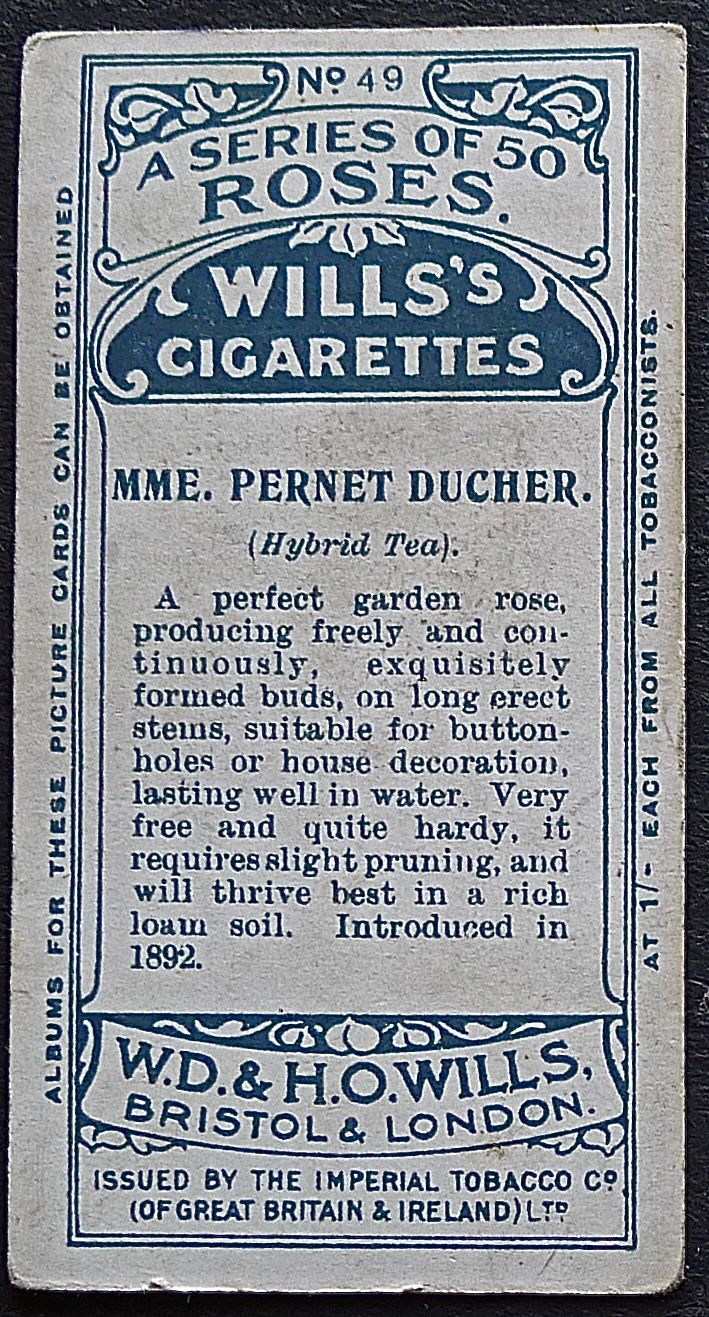 Nº 49
A SERIES OF 50
ROSES.
WILLS'S
CIGARETTES
MME. PERNET DUCHER.
(Hybrid Tea).
A perfect garden rose,
producing freely and con-
tinuously, exquisitely
formed buds, on long erect
stems, suitable for button-
holes or house decoration,
lasting well in water. Very
free and quite hardy, it
requires slight pruning, and
will thrive best in a rich
loam soil. Introduced in
1892.
W.D. & H.O. WILLS,
BRISTOL & LONDON.
ISSUED BY THE IMPERIAL TOBACCO Cº
(OF GREAT BRITAIN & IRELAND) LTD
ALBUMS FOR THESE PICTURE CARDS CAN BE OBTAINED
AT 1/- EACH FROM ALL TOBACCONISTS.